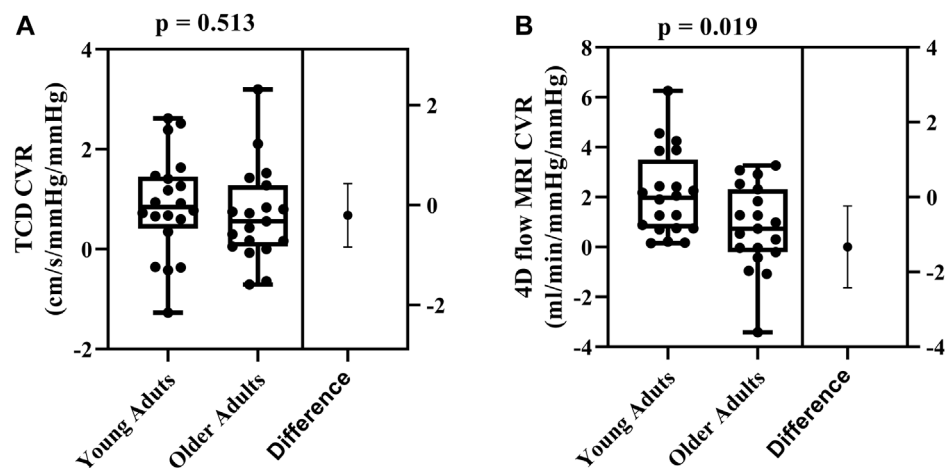 A
p = 0.513
TCD CVR
(cm/s/mmHg/mmHg)
4
2
0
-2
2
0
-2
Young Aduts
Older Adults
Difference
B
p = 0.019
4D flow MRI CVR
(ml/min/mmHg/mmHg)
8
6
4
2
0
-2
-4
4
2
0
-2
-4
Young Aduts
Older Adults
Difference